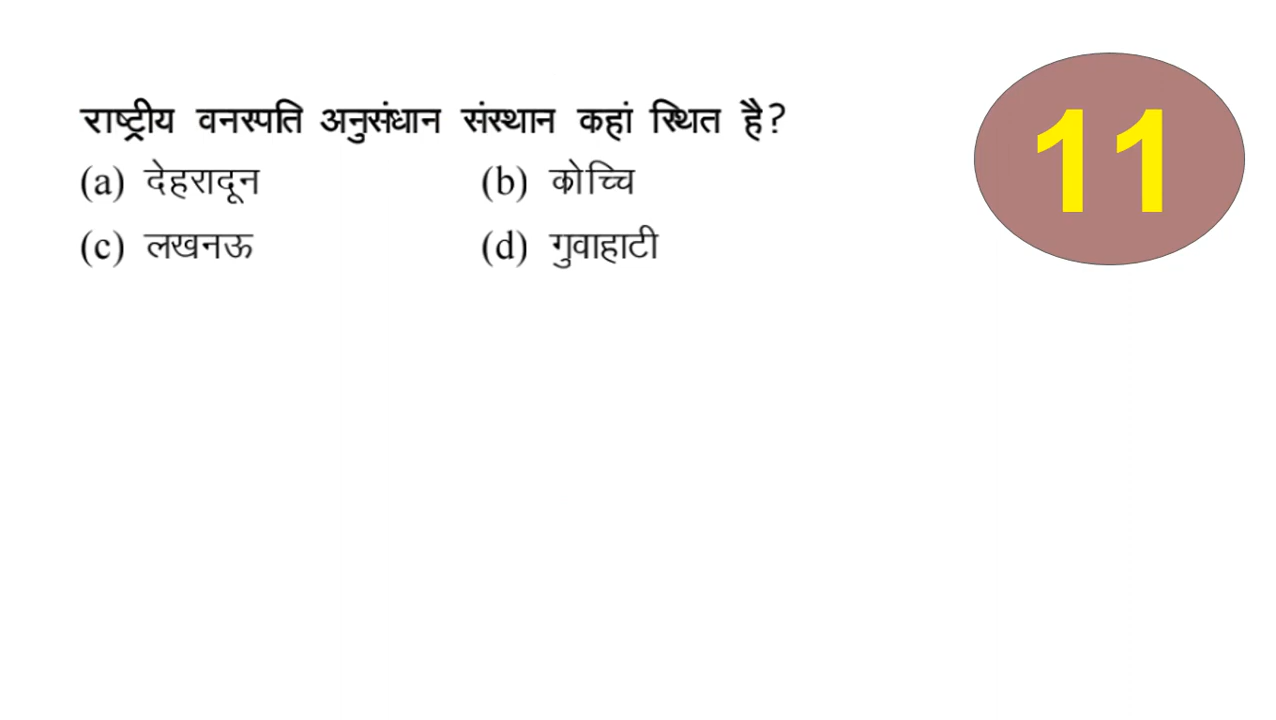 राष्ट्रीय वनस्पति अनुसंधान संस्थान कहां स्थित है?
11
(a) देहरादून (b) कोच्चि
(c) लखनऊ (d) गुवाहाटी